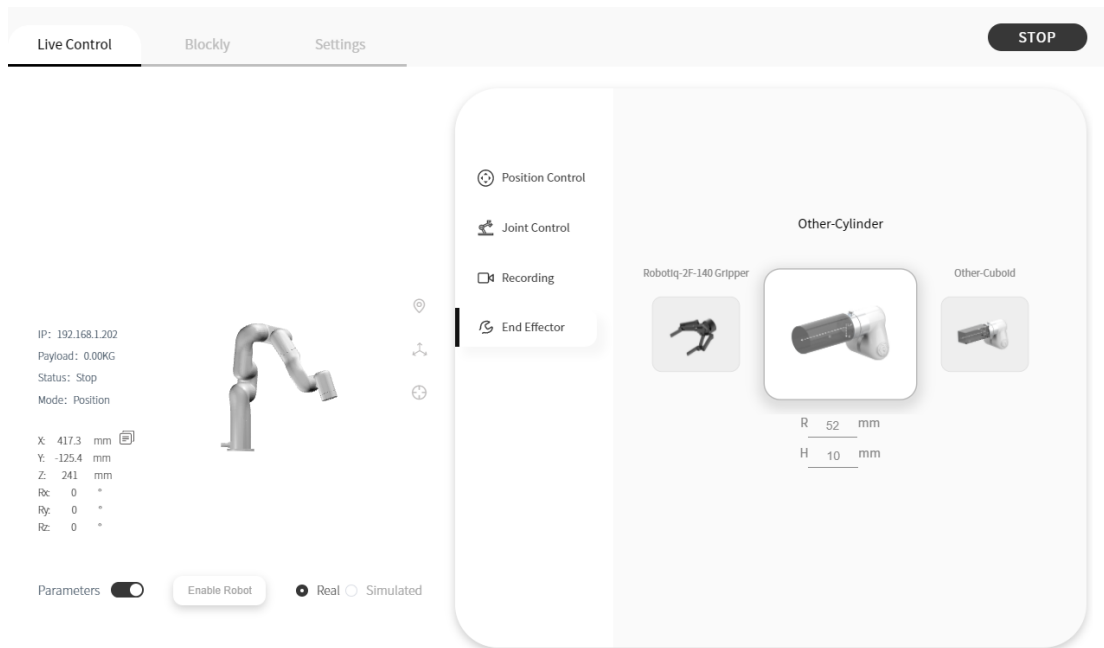 Live Control
Blockly
Settings
STOP
Position Control
Joint Control
Recording
End Effector
Other-Cylinder
Robotiq-2F-140 Gripper
Other-Cuboid
R 52 mm
H 10 mm
IP: 192.168.1.202
Payload: 0.00KG
Status: Stop
Mode: Position
X: 417.3 mm
Y: -125.4 mm
Z: 241 mm
Rx: 0 °
Ry: 0 °
Rz: 0 °
Parameters
Enable Robot
Real
Simulated